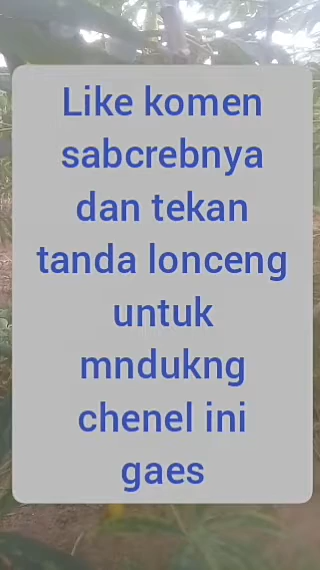 Like komen
sabcrebnya
dan tekan
tanda lonceng
untuk
mndukng
chenel ini
gaes